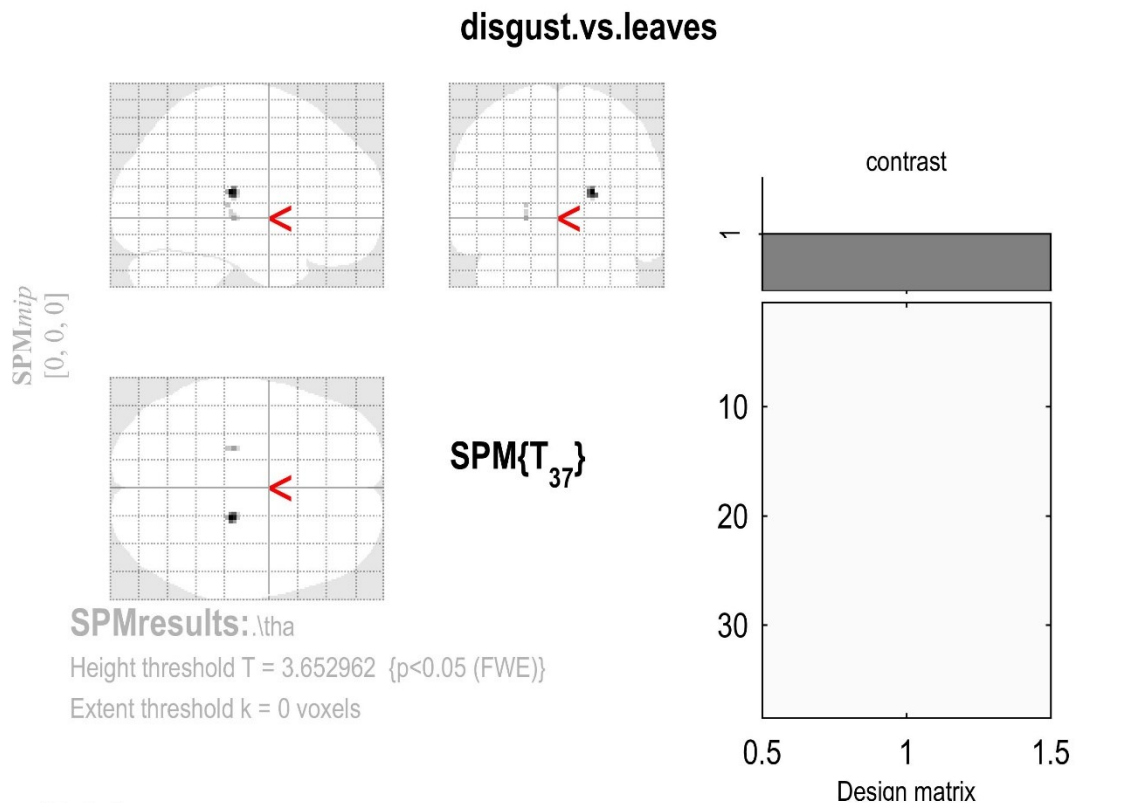 disgust.vs.leaves
SPMmip
[0, 0, 0]
<
<
<
SPM{T37}
SPMresults:.\tha
Height threshold T = 3.652962 {p<0.05 (FWE)}
Extent threshold k = 0 voxels
contrast
1
10
20
30
0.5 1 1.5
Design matrix